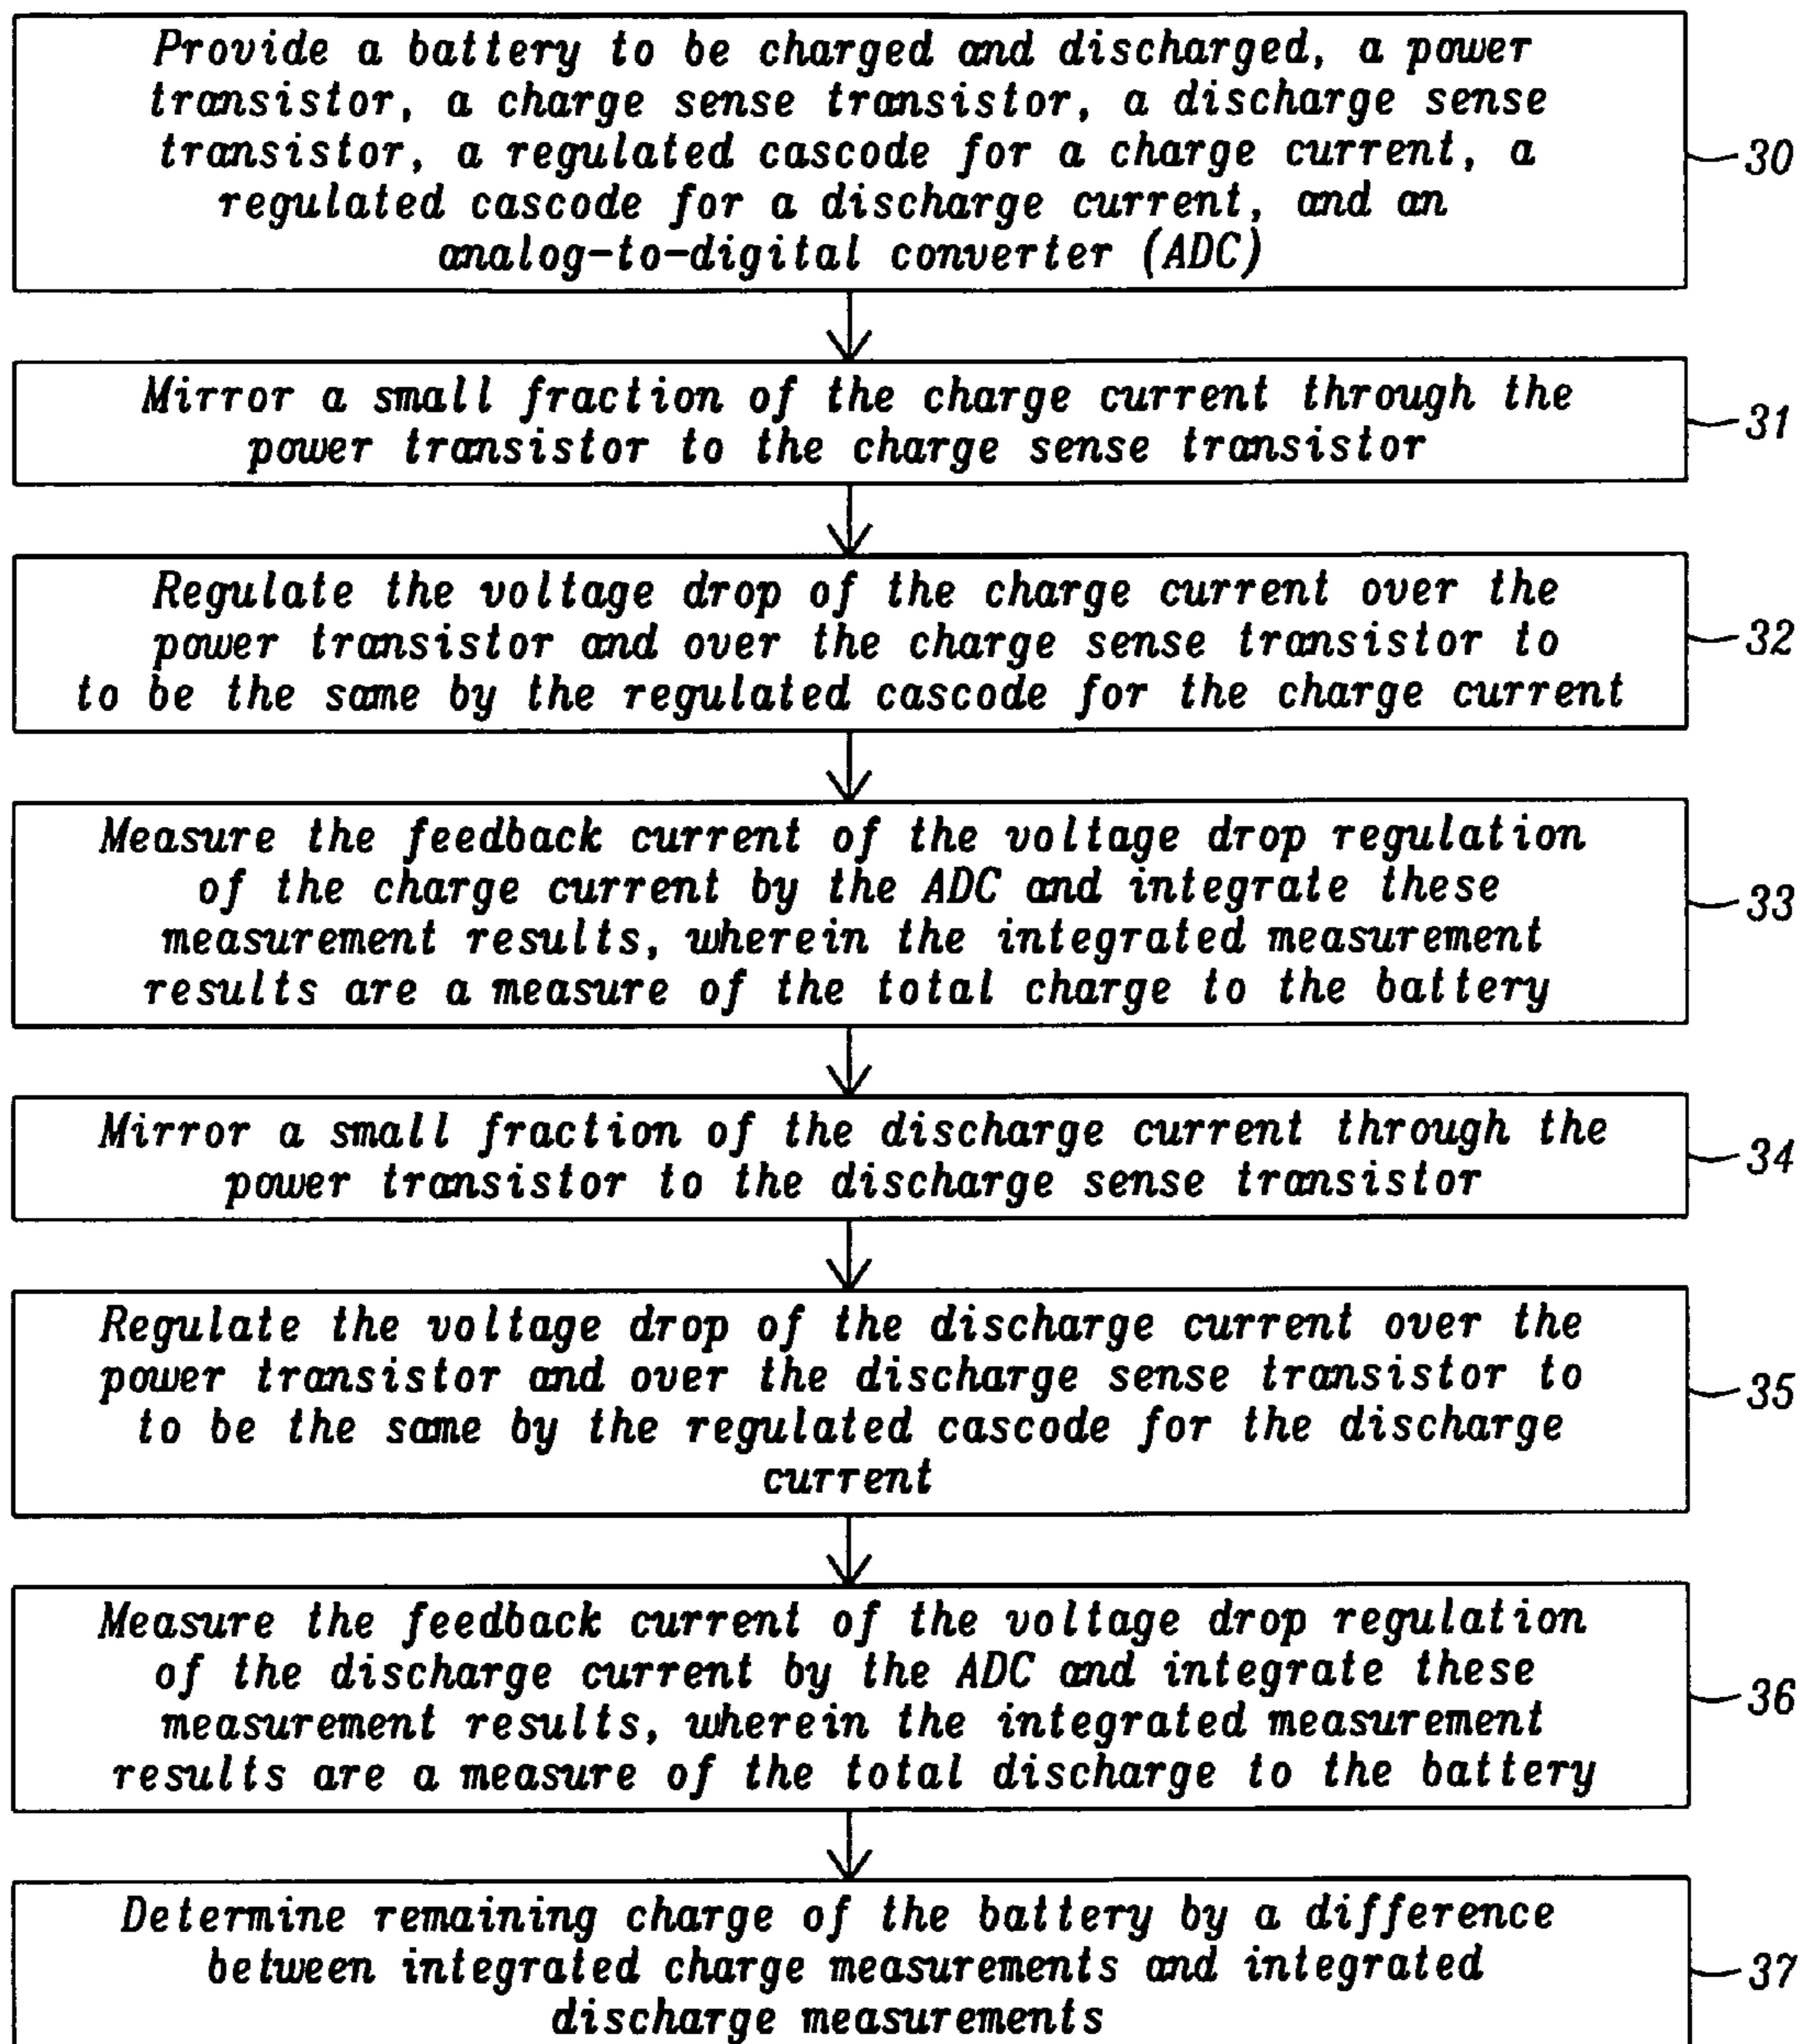 Provide a battery to be charged and discharged, a power
transistor, a charge sense transistor, a discharge sense
transistor, a regulated cascode for a charge current, a
regulated cascode for a discharge current, and an
analog-to-digital converter (ADC)
30
Mirror a small fraction of the charge current through the
power transistor to the charge sense transistor
31
Regulate the voltage drop of the charge current over the
power transistor and over the charge sense transistor to
to be the same by the regulated cascode for the charge current
32
Measure the feedback current of the voltage drop regulation
of the charge current by the ADC and integrate these
measurement results, wherein the integrated measurement
results are a measure of the total charge to the battery
33
Mirror a small fraction of the discharge current through the
power transistor to the discharge sense transistor
34
Regulate the voltage drop of the discharge current over the
power transistor and over the discharge sense transistor to
to be the same by the regulated cascode for the discharge
current
35
Measure the feedback current of the voltage drop regulation
of the discharge current by the ADC and integrate these
measurement results, wherein the integrated measurement
results are a measure of the total discharge to the battery
36
Determine remaining charge of the battery by a difference
between integrated charge measurements and integrated
discharge measurements
37